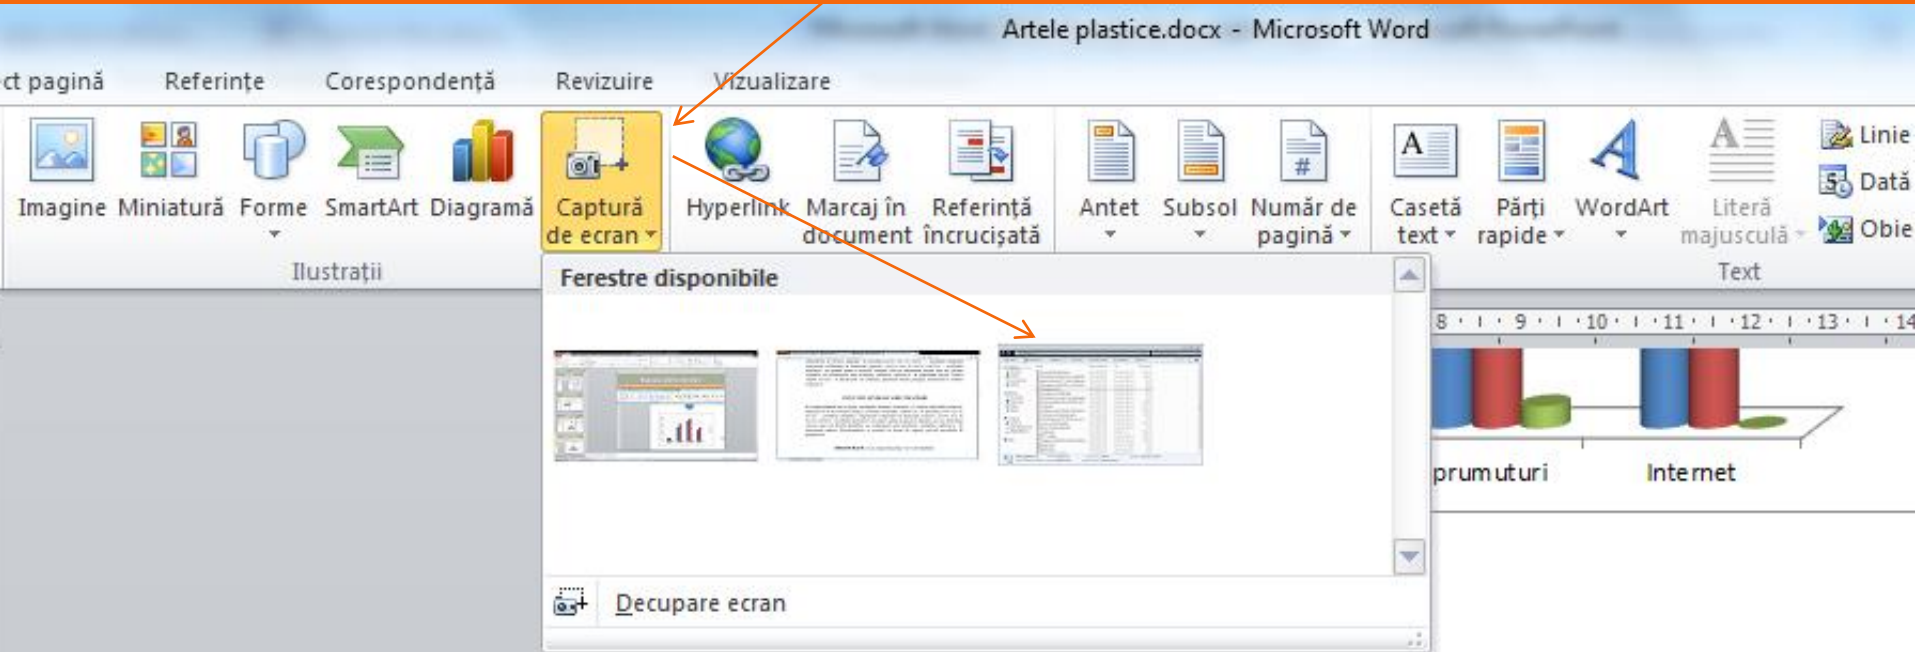 Artele plastice.docx - Microsoft Word
ct pagină Referințe Corespondență Revizuire Vizualizare
Imagine Miniatură Forme SmartArt Diagramă Captură de ecran Hyperlink Marcaj în document Referință încrucișată Antet Subsol Număr de pagină Casetă text Părți rapide WordArt Literă majusculă
Linie
Dată
Obie
Ilustrații Text
Ferestre disponibile
8 9 10 11 12 13 14
prumuturi Internet
Decupare ecran